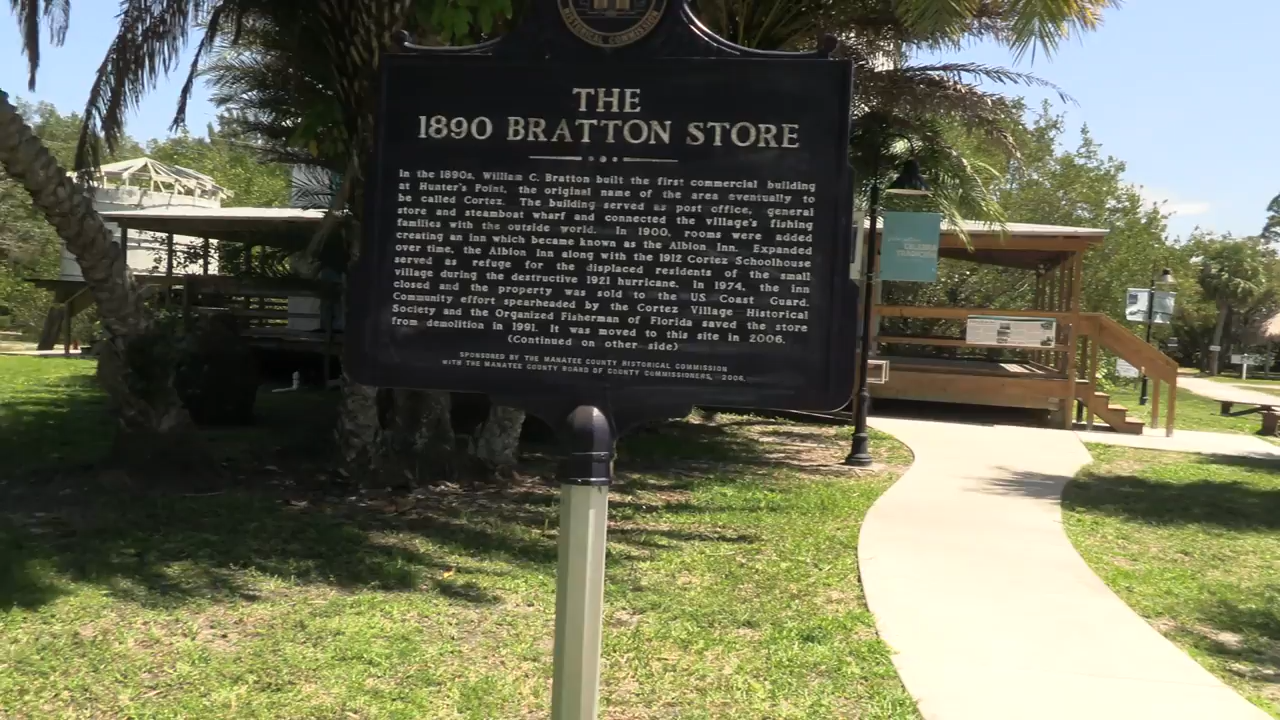 HISTORICAL COMMISSION
THE
1890 BRATTON STORE
In the 1890s, William C. Bratton built the first commercial building
at Hunter's Point, the original name of the area eventually to
be called Cortez. The building served as post office, general
store and steamboat wharf and connected the village's fishing
families with the outside world. In 1900, rooms were added
creating an inn which became known as the Albion Inn. Expanded
over time, the Albion Inn along with the 1912 Cortez Schoolhouse
served as refuge for the displaced residents of the small
village during the destructive 1921 hurricane. In 1974, the inn
closed and the property was sold to the US Coast Guard.
Community effort spearheaded by the Cortez Village Historical
Society and the Organized Fisherman of Florida saved the store
from demolition in 1991. It was moved to this site in 2006.
(Continued on other side)
SPONSORED BY THE MANATEE COUNTY HISTORICAL COMMISSION
WITH THE MANATEE COUNTY BOARD OF COUNTY COMMISSIONERS, 2006.
CELEBRATE
TRADITION